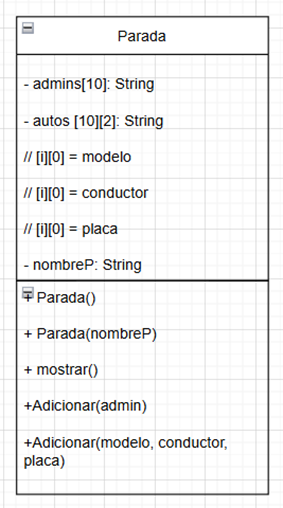 Parada
- admins[10]: String
- autos [10][2]: String
// [i][0] = modelo
// [i][0] = conductor
// [i][0] = placa
- nombreP: String
+ Parada()
+ Parada(nombreP)
+ mostrar()
+Adicionar(admin)
+Adicionar(modelo, conductor,
placa)